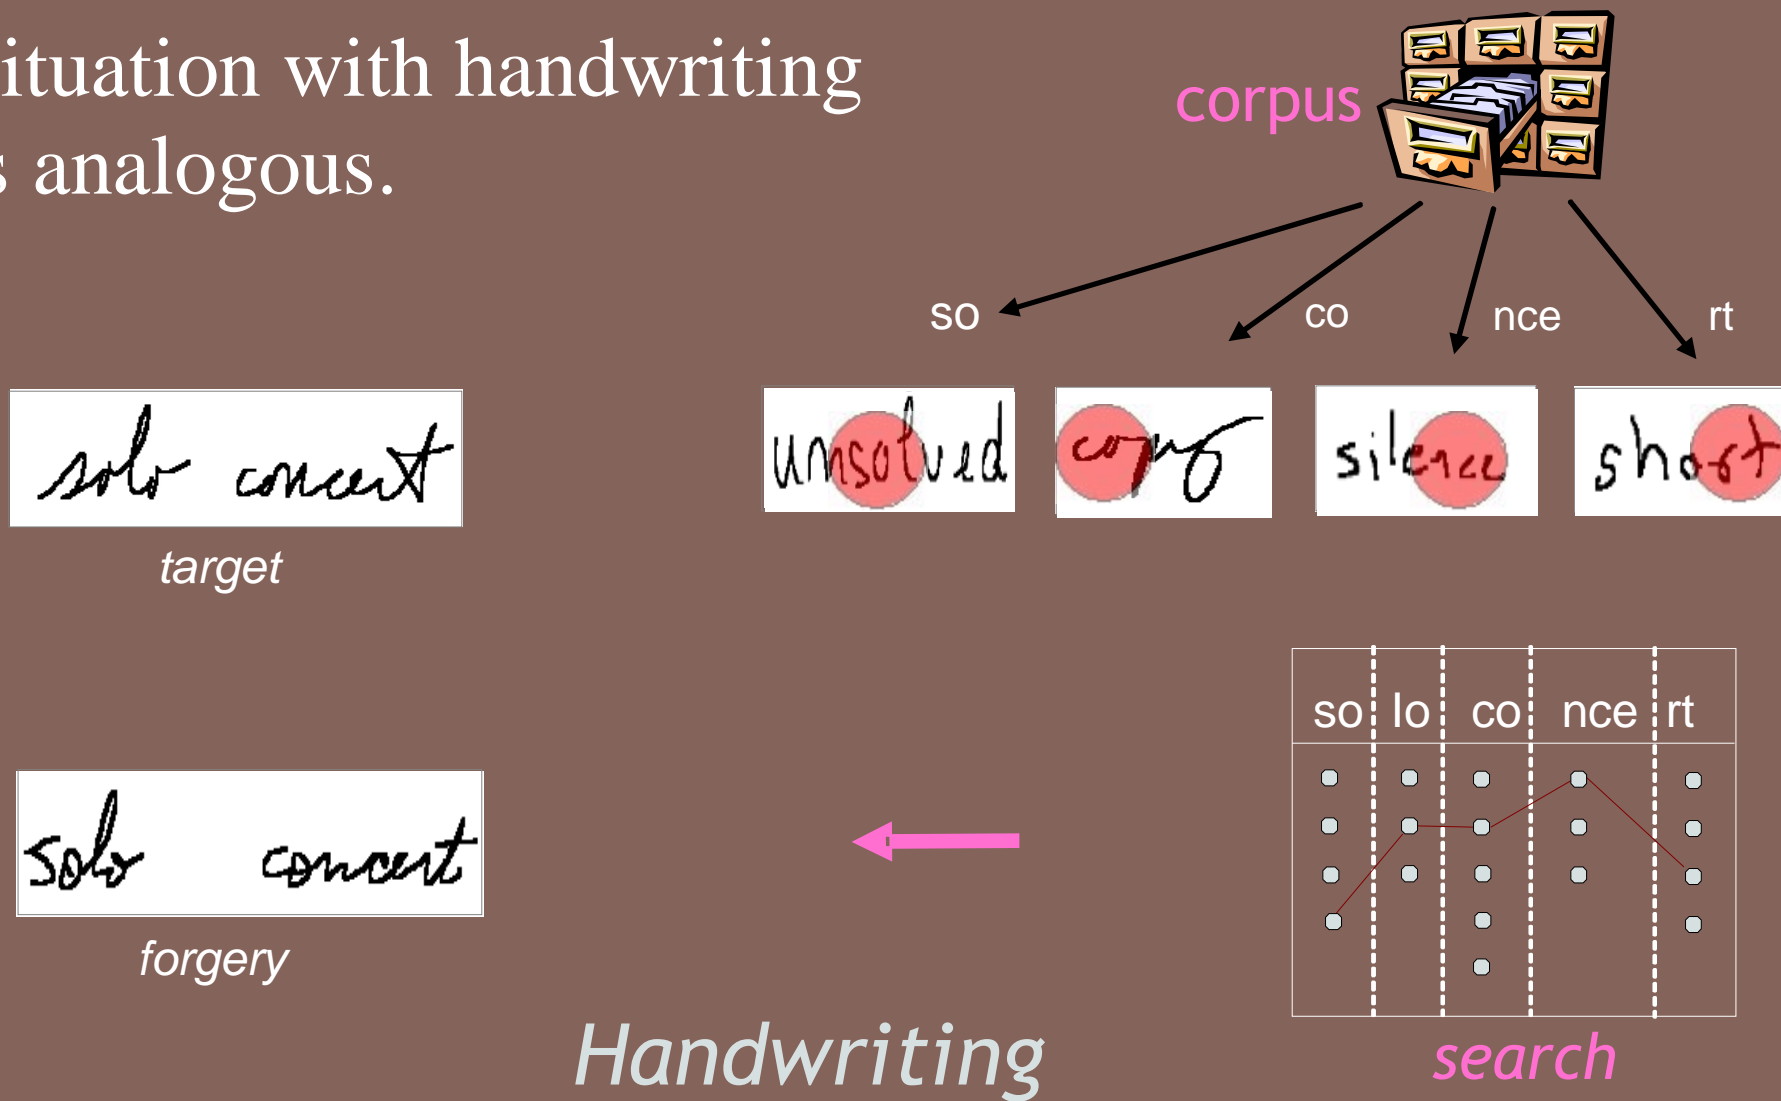 ituation with handwriting
s analogous.
corpus
so co nce rt
solo concert
unsolved copy silence short
target
so lo co nce rt
solo concert
forgery
Handwriting
search